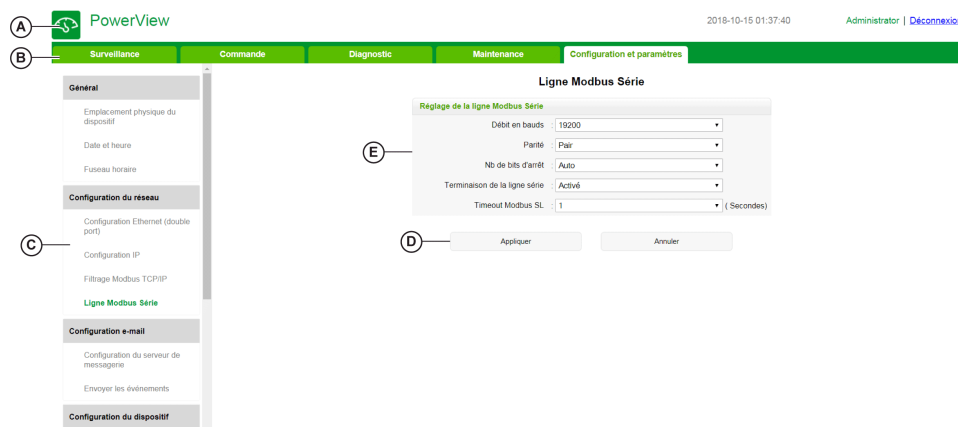 A
PowerView
2018-10-15 01:37:40
Administrator | Déconnexion
B
Surveillance
Commande
Diagnostic
Maintenance
Configuration et paramètres
C
Général
Emplacement physique du
dispositif
Date et heure
Fuseau horaire
Configuration du réseau
Configuration Ethernet (double
port)
Configuration IP
Filtrage Modbus TCP/IP
Ligne Modbus Série
Configuration e-mail
Configuration du serveur de
messagerie
Envoyer les événements
Configuration du dispositif
Ligne Modbus Série
E
Réglage de la ligne Modbus Série
Débit en bauds : 19200
Parité : Pair
Nb de bits d'arrêt : Auto
Terminaison de la ligne série : Activé
Timeout Modbus SL : 1 ( Secondes)
D
Appliquer
Annuler